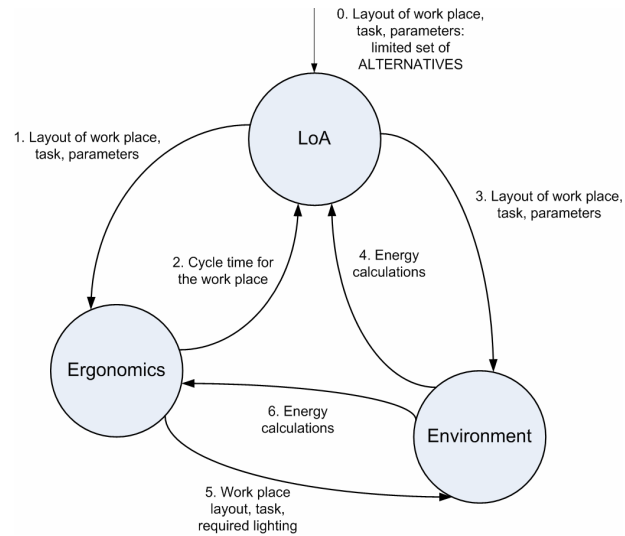 0. Layout of work place,
task, parameters:
limited set of
ALTERNATIVES
LoA
1. Layout of work place,
task, parameters
3. Layout of work place,
task, parameters
2. Cycle time for
the work place
4. Energy
calculations
Ergonomics
6. Energy
calculations
Environment
5. Work place
layout, task,
required lighting